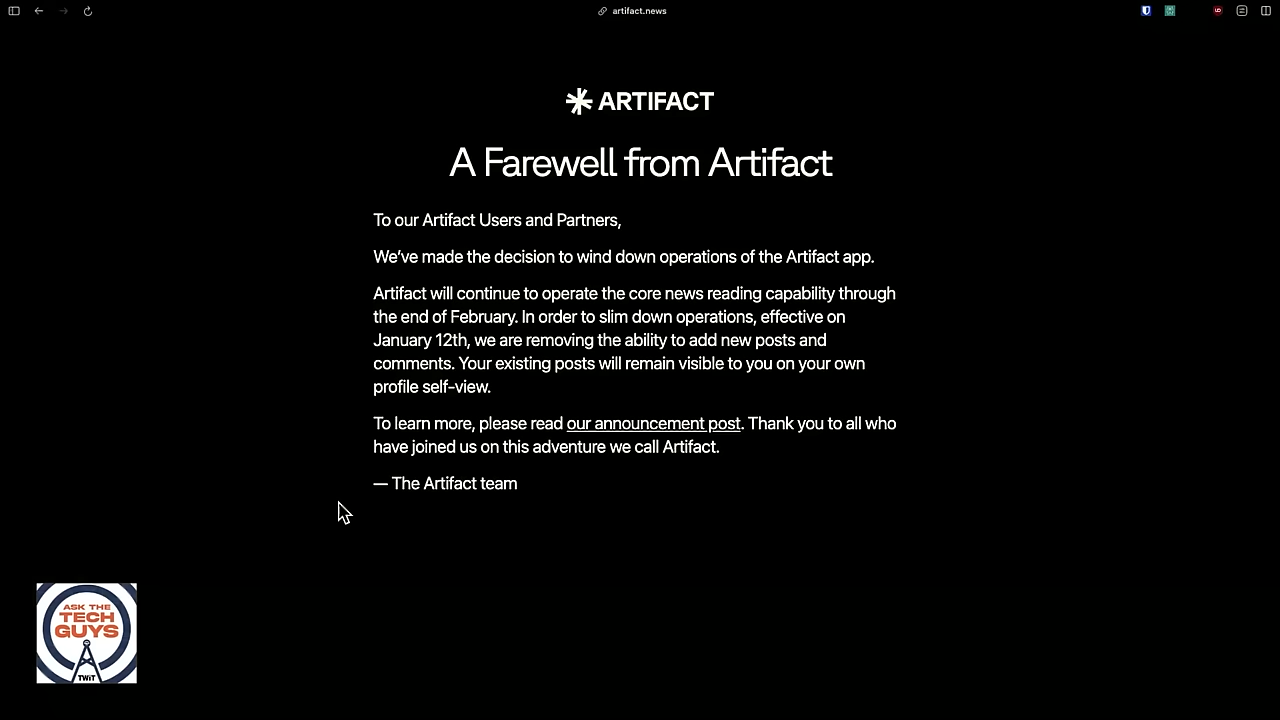 artifact.news
ARTIFACT
A Farewell from Artifact
To our Artifact Users and Partners,
We've made the decision to wind down operations of the Artifact app.
Artifact will continue to operate the core news reading capability through
the end of February. In order to slim down operations, effective on
January 12th, we are removing the ability to add new posts and
comments. Your existing posts will remain visible to you on your own
profile self-view.
To learn more, please read our announcement post. Thank you to all who
have joined us on this adventure we call Artifact.
— The Artifact team
ASK THE
TECH
GUYS
TWiT